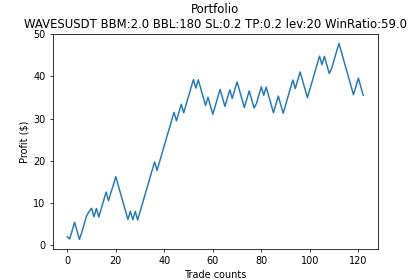 Portfolio
WAVESUSDT BBM:2.0 BBL:180 SL:0.2 TP:0.2 lev:20 WinRatio:59.0
50
40
30
20
10
0
Profit ($)
0 20 40 60 80 100 120
Trade counts